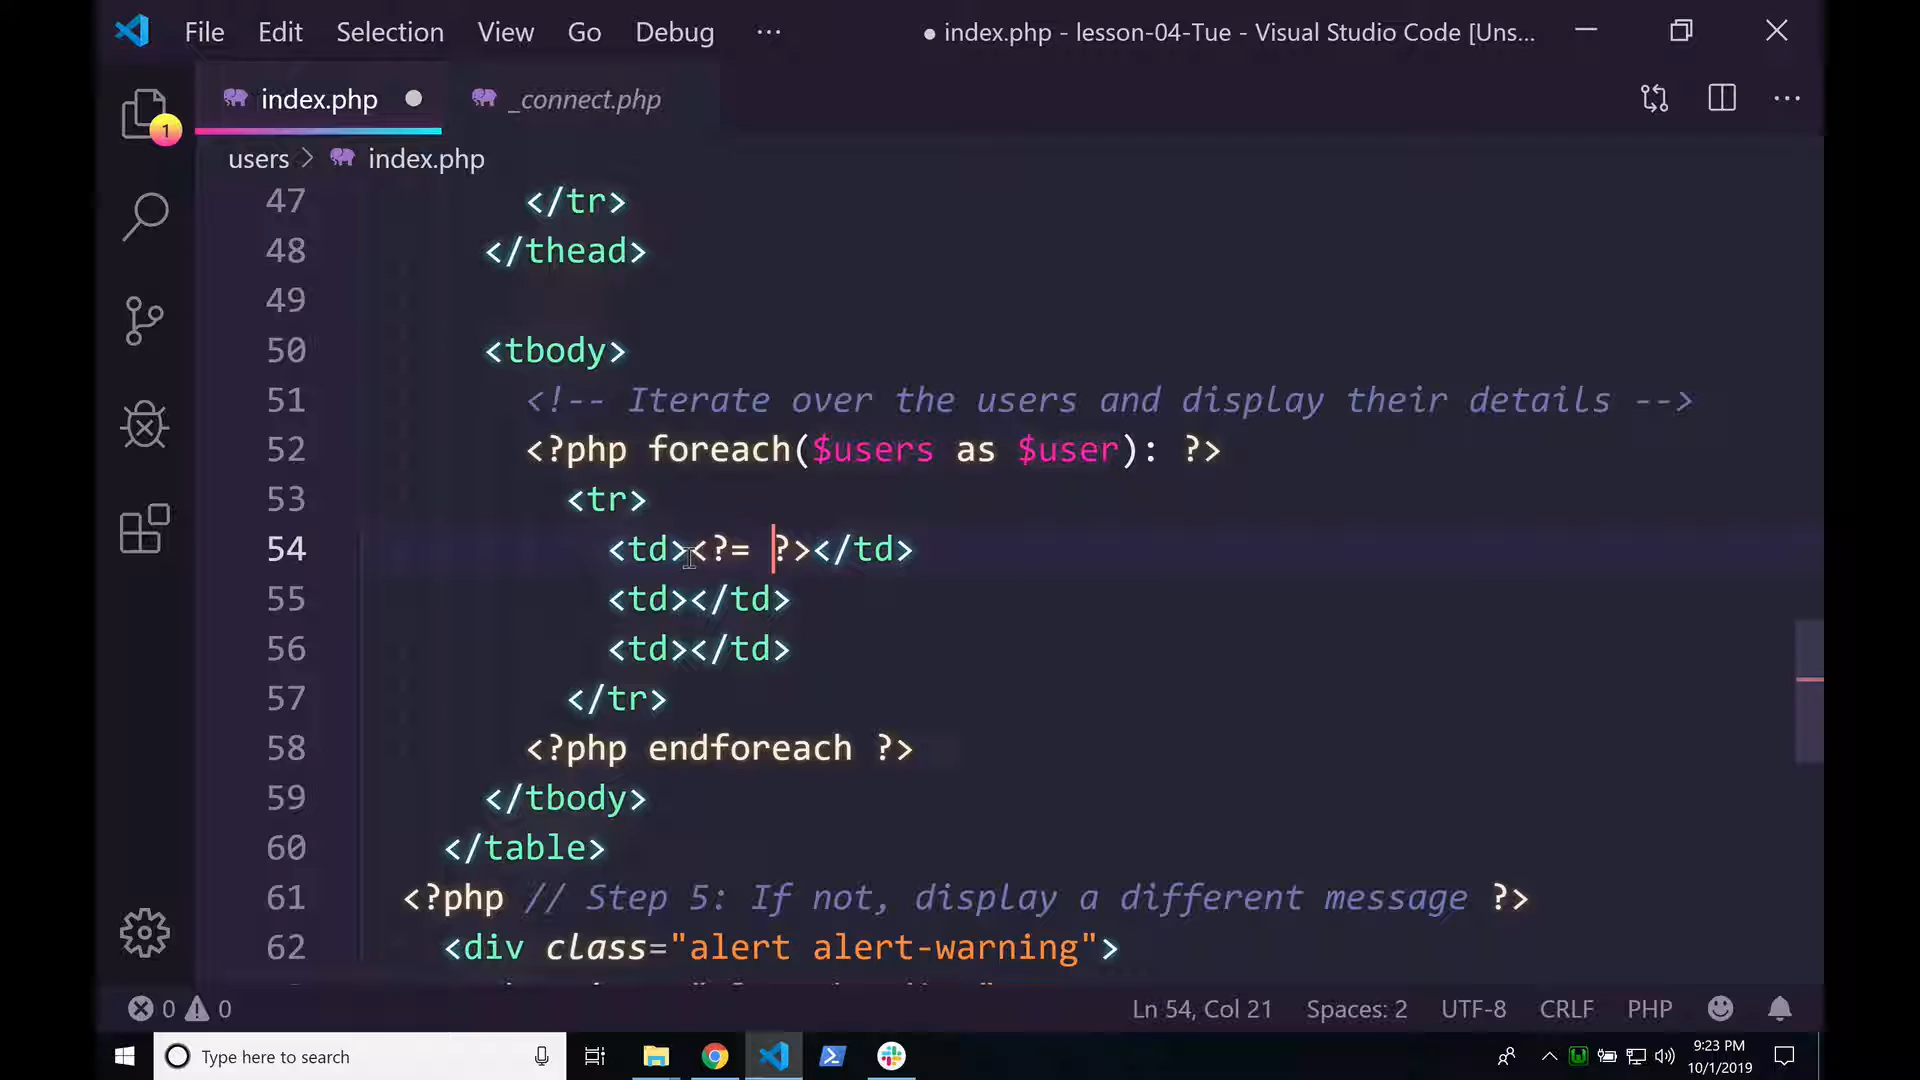 File Edit Selection View Go Debug ··· ● index.php - lesson-04-Tue - Visual Studio Code [Uns...
index.php _connect.php
1
users > index.php
47 </tr>
48 </thead>
49
50 <tbody>
51 <!-- Iterate over the users and display their details -->
52 <?php foreach($users as $user): ?>
53 <tr>
54 <td><?= ?></td>
55 <td></td>
56 <td></td>
57 </tr>
58 <?php endforeach ?>
59 </tbody>
60 </table>
61 <?php // Step 5: If not, display a different message ?>
62 <div class="alert alert-warning">
0 0 Ln 54, Col 21 Spaces: 2 UTF-8 CRLF PHP
Type here to search 9:23 PM
10/1/2019